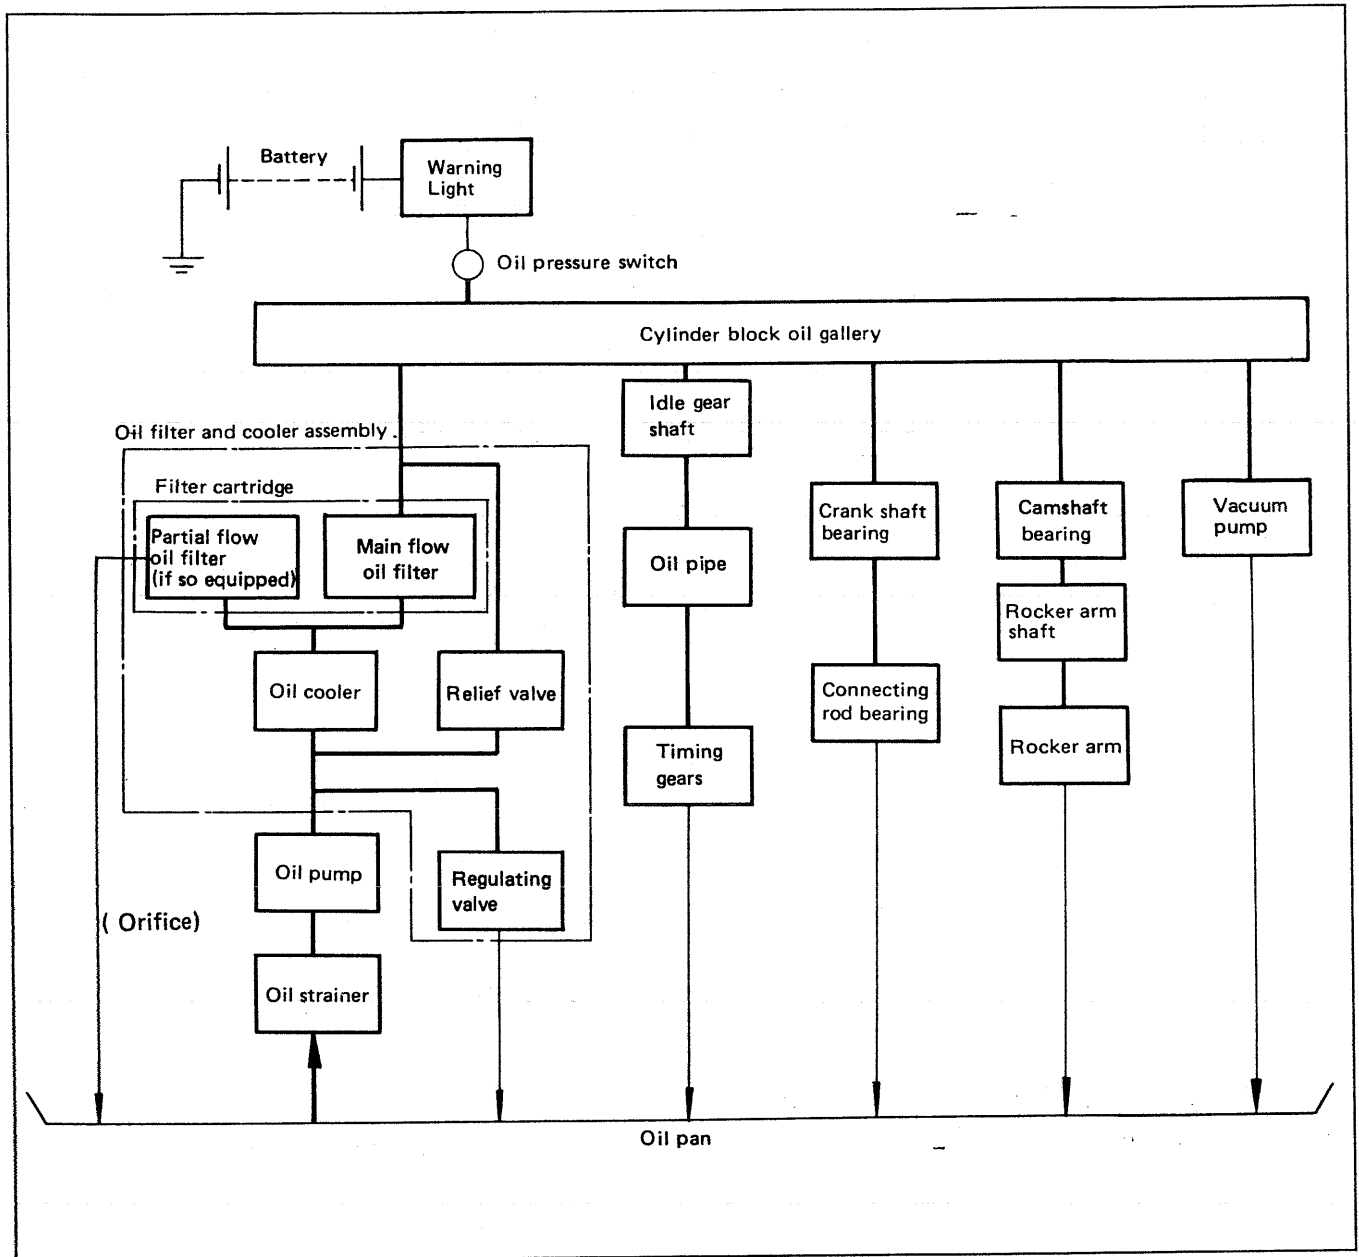 Battery
Warning
Light
Oil pressure switch
Cylinder block oil gallery
Idle gear
shaft
Oil filter and cooler assembly .
Filter cartridge
Partial flow
oil filter
(if so equipped)
Main flow
oil filter
Crank shaft
bearing
Camshaft
bearing
Vacuum
pump
Oil pipe
Rocker arm
shaft
Oil cooler
Relief valve
Connecting
rod bearing
Rocker arm
Timing
gears
Oil pump
Regulating
valve
( Orifice)
Oil strainer
Oil pan